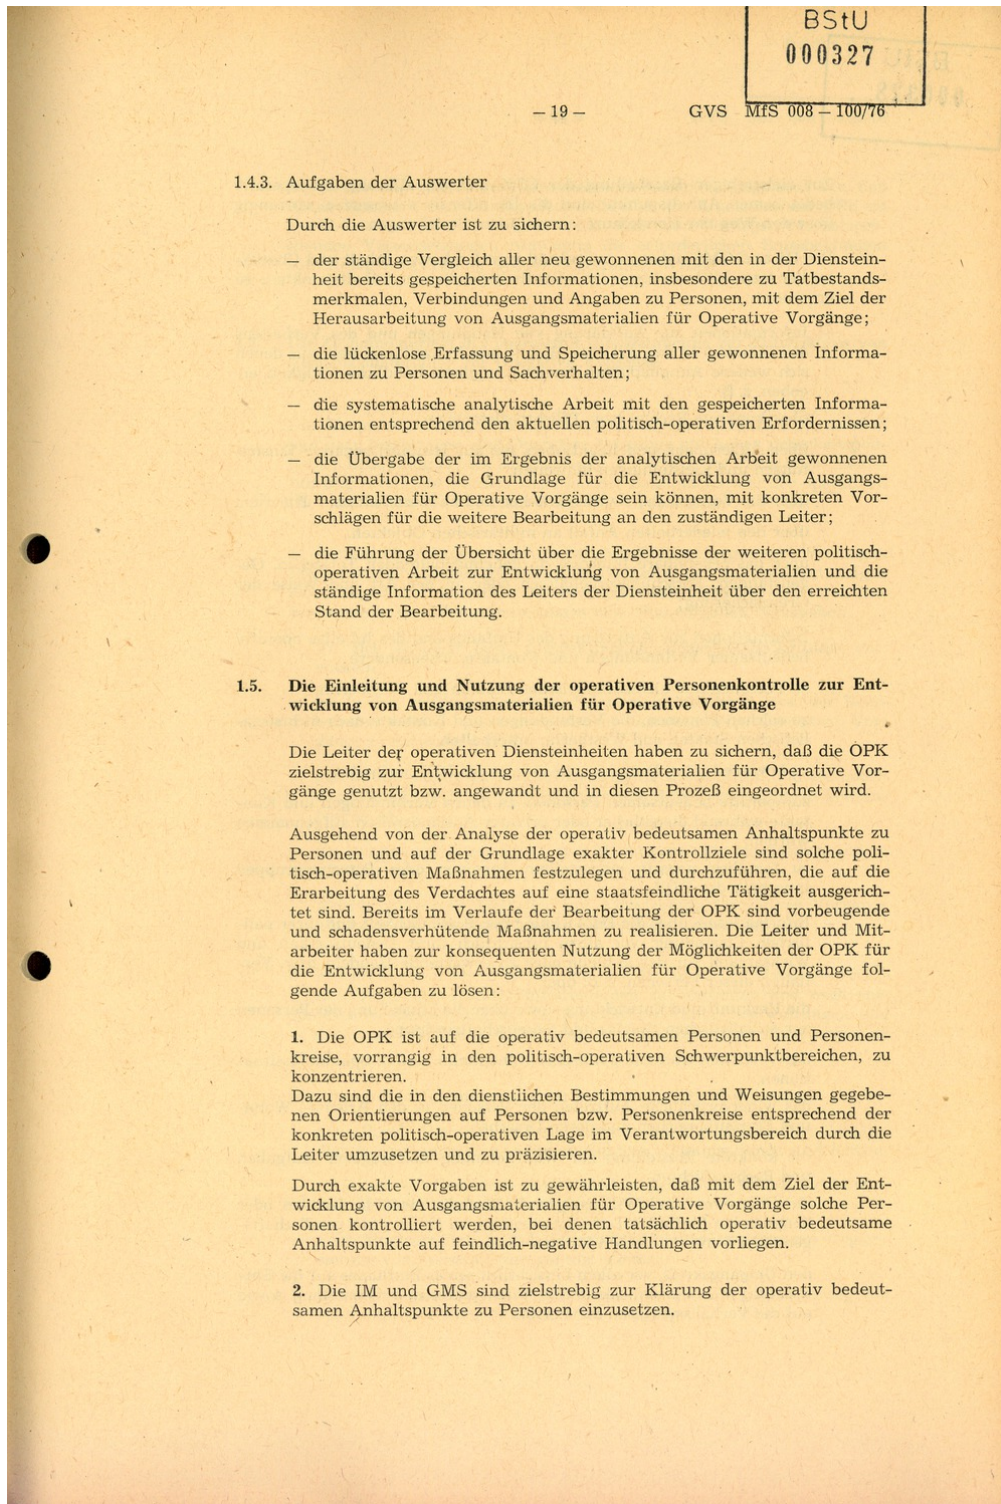 BStU
000327
– 19 –
GVS MfS 008 – 100/76
1.4.3. Aufgaben der Auswerter
Durch die Auswerter ist zu sichern:
— der ständige Vergleich aller neu gewonnenen mit den in der Dienstein-
heit bereits gespeicherten Informationen, insbesondere zu Tatbestands-
merkmalen, Verbindungen und Angaben zu Personen, mit dem Ziel der
Herausarbeitung von Ausgangsmaterialien für Operative Vorgänge;
— die lückenlose Erfassung und Speicherung aller gewonnenen Informa-
tionen zu Personen und Sachverhalten;
— die systematische analytische Arbeit mit den gespeicherten Informa-
tionen entsprechend den aktuellen politisch-operativen Erfordernissen;
— die Übergabe der im Ergebnis der analytischen Arbeit gewonnenen
Informationen, die Grundlage für die Entwicklung von Ausgangs-
materialien für Operative Vorgänge sein können, mit konkreten Vor-
schlägen für die weitere Bearbeitung an den zuständigen Leiter;
— die Führung der Übersicht über die Ergebnisse der weiteren politisch-
operativen Arbeit zur Entwicklung von Ausgangsmaterialien und die
ständige Information des Leiters der Diensteinheit über den erreichten
Stand der Bearbeitung.
1.5. Die Einleitung und Nutzung der operativen Personenkontrolle zur Ent-
wicklung von Ausgangsmaterialien für Operative Vorgänge
Die Leiter der operativen Diensteinheiten haben zu sichern, daß die OPK
zielstrebig zur Entwicklung von Ausgangsmaterialien für Operative Vor-
gänge genutzt bzw. angewandt und in diesen Prozeß eingeordnet wird.
Ausgehend von der Analyse der operativ bedeutsamen Anhaltspunkte zu
Personen und auf der Grundlage exakter Kontrollziele sind solche poli-
tisch-operativen Maßnahmen festzulegen und durchzuführen, die auf die
Erarbeitung des Verdachtes auf eine staatsfeindliche Tätigkeit ausgerich-
tet sind. Bereits im Verlaufe der Bearbeitung der OPK sind vorbeugende
und schadensverhütende Maßnahmen zu realisieren. Die Leiter und Mit-
arbeiter haben zur konsequenten Nutzung der Möglichkeiten der OPK für
die Entwicklung von Ausgangsmaterialien für Operative Vorgänge fol-
gende Aufgaben zu lösen:
1. Die OPK ist auf die operativ bedeutsamen Personen und Personen-
kreise, vorrangig in den politisch-operativen Schwerpunktbereichen, zu
konzentrieren.
Dazu sind die in den dienstlichen Bestimmungen und Weisungen gegebe-
nen Orientierungen auf Personen bzw. Personenkreise entsprechend der
konkreten politisch-operativen Lage im Verantwortungsbereich durch die
Leiter umzusetzen und zu präzisieren.
Durch exakte Vorgaben ist zu gewährleisten, daß mit dem Ziel der Ent-
wicklung von Ausgangsmaterialien für Operative Vorgänge solche Per-
sonen kontrolliert werden, bei denen tatsächlich operativ bedeutsame
Anhaltspunkte auf feindlich-negative Handlungen vorliegen.
2. Die IM und GMS sind zielstrebig zur Klärung der operativ bedeut-
samen Anhaltspunkte zu Personen einzusetzen.